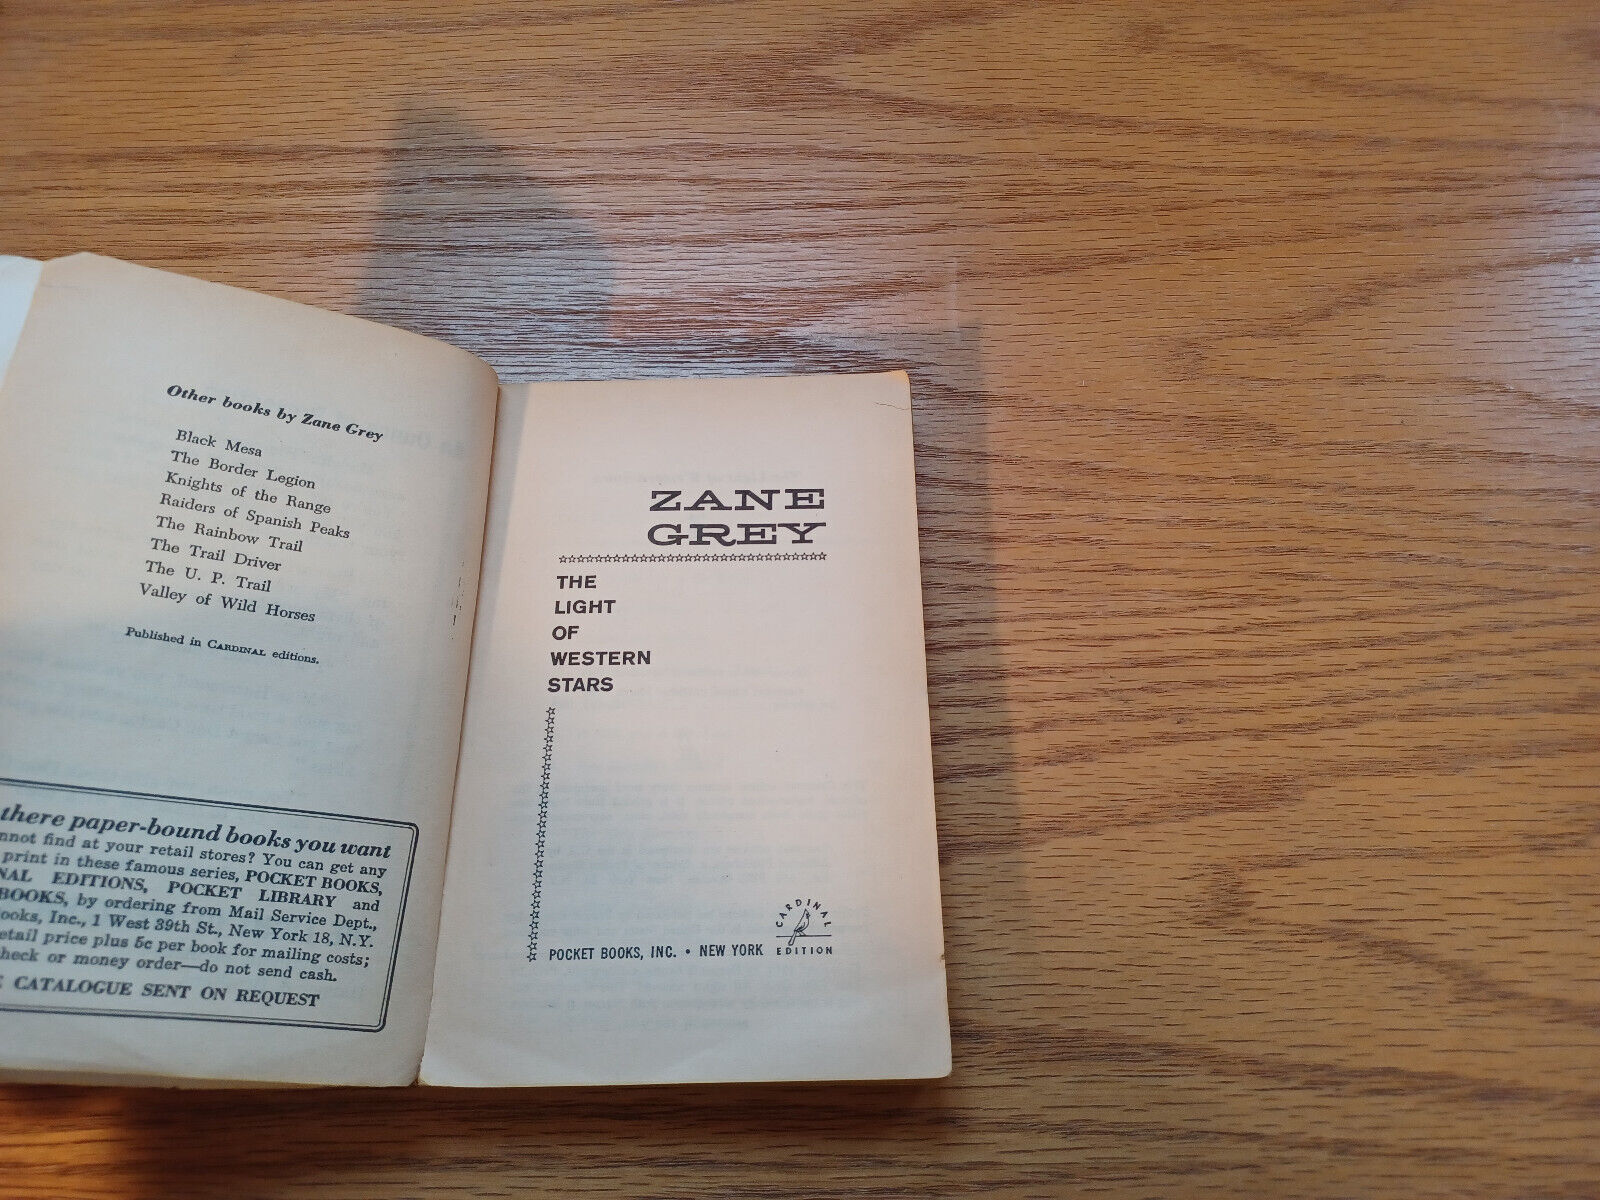 Other books by Zane Grey
Black Mesa
The Border Legion
Knights of the Range
Raiders of Spanish Peaks
The Rainbow Trail
The Trail Driver
The U. P. Trail
Valley of Wild Horses
Published in CARDINAL editions.
there paper-bound books you want
nnot find at your retail stores? You can get any
print in these famous series, POCKET BOOKS,
NAL EDITIONS, POCKET LIBRARY and
BOOKS, by ordering from Mail Service Dept.,
ooks, Inc., 1 West 39th St., New York 18, N.Y.
etail price plus 5c per book for mailing costs;
heck or money order—do not send cash.
CATALOGUE SENT ON REQUEST
ZANE
GREY
THE
LIGHT
OF
WESTERN
STARS
POCKET BOOKS, INC. • NEW YORK
CARDINAL
EDITION